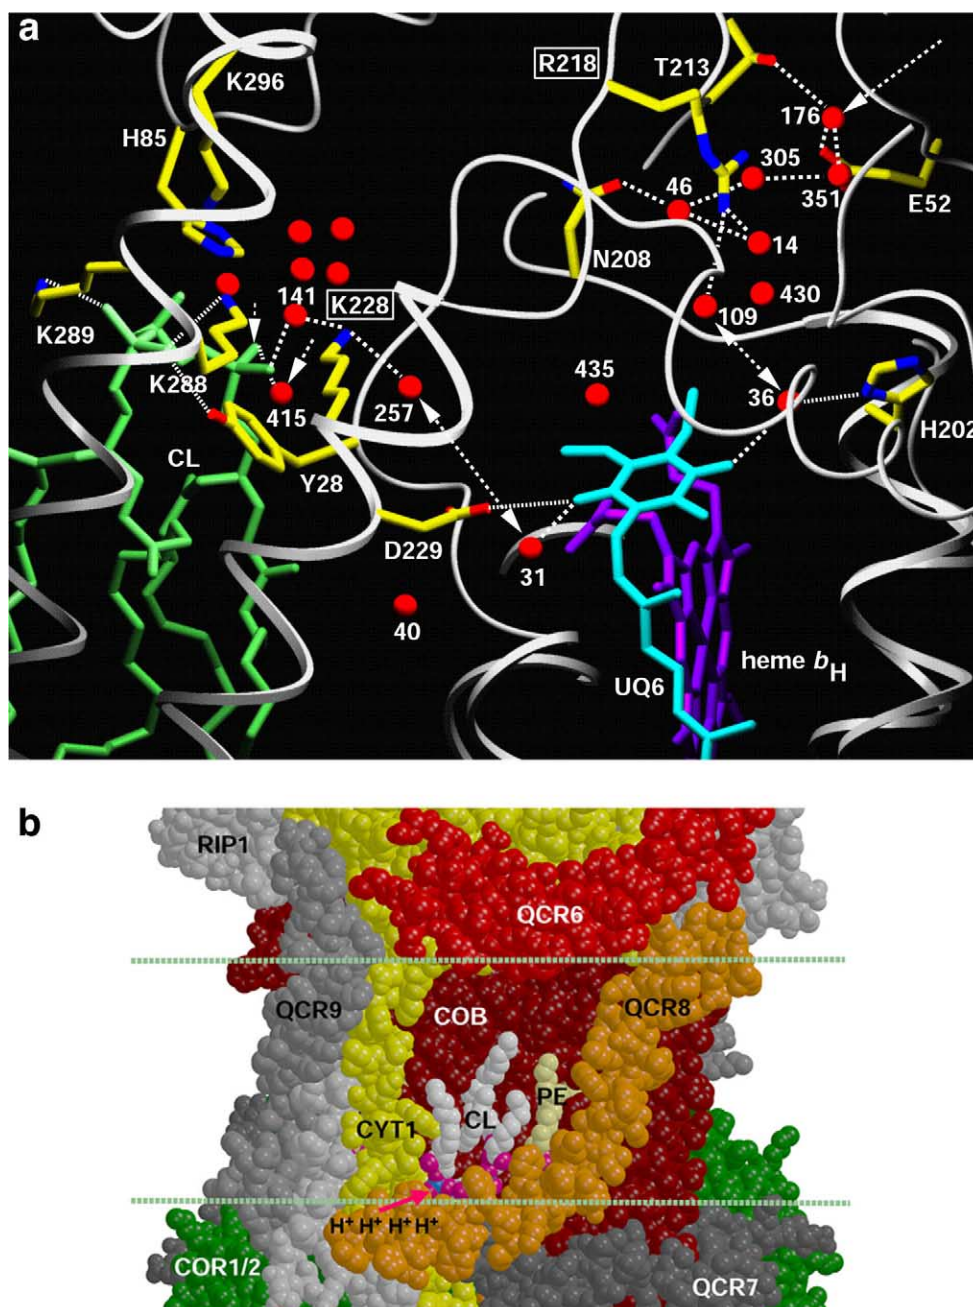 a
K296
R218
T213
H85
176
305
46
351
E52
14
N208
141
K228
430
K289
109
435
K288
36
415
257
H202
CL
Y28
D229
31
40
heme bH
UQ6
b
RIP1
QCR6
QCR9
COB
QCR8
PE
CYT1
CL
H+ H+ H+ H+
COR1/2
QCR7